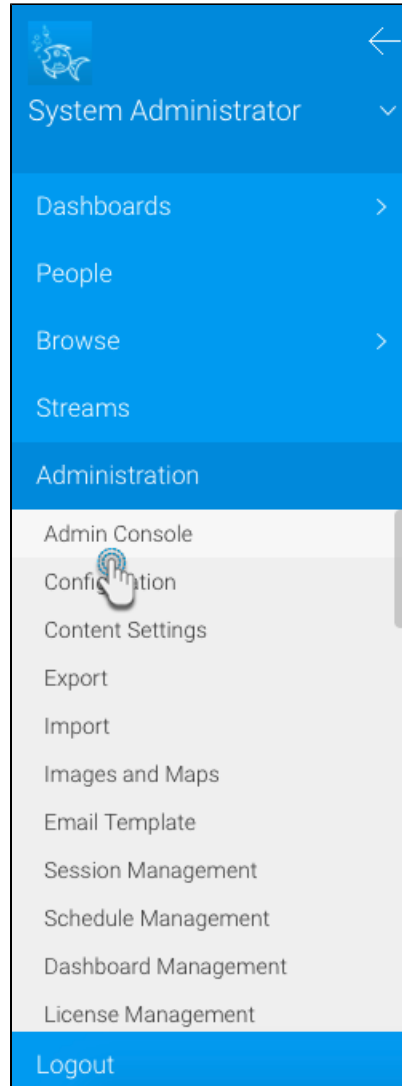 System Administrator
Dashboards
People
Browse
Streams
Administration
Admin Console
Configuration
Content Settings
Export
Import
Images and Maps
Email Template
Session Management
Schedule Management
Dashboard Management
License Management
Logout